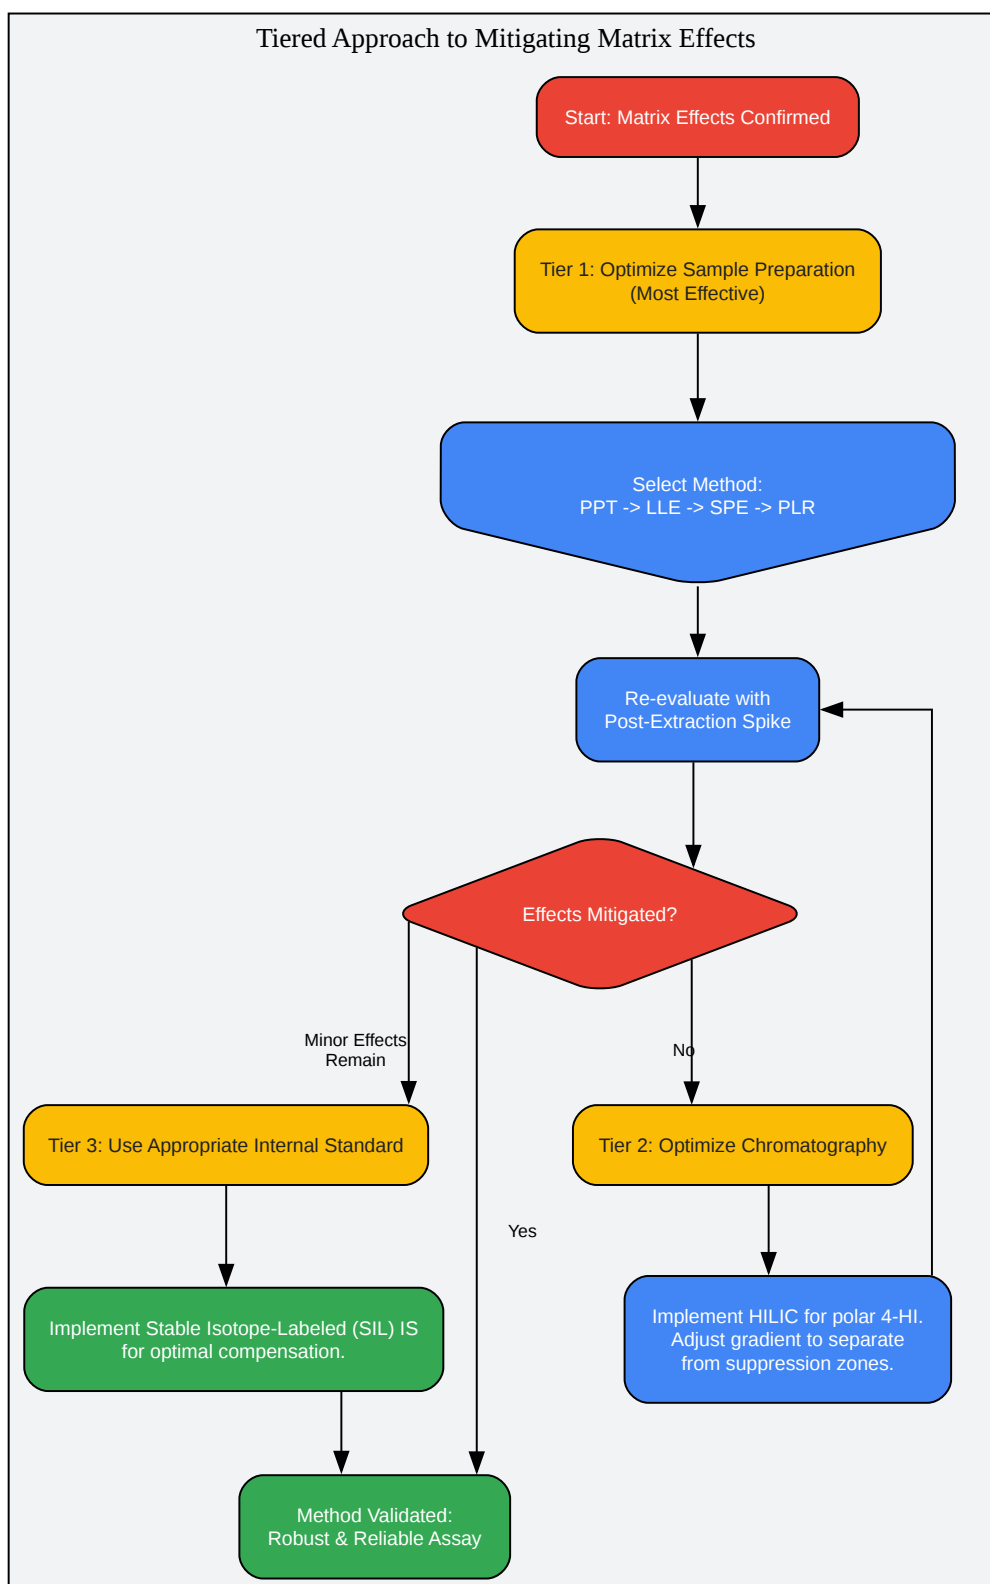 Tiered Approach to Mitigating Matrix Effects
Start: Matrix Effects Confirmed
Tier 1: Optimize Sample Preparation
(Most Effective)
Select Method:
PPT -> LLE -> SPE -> PLR
Re-evaluate with
Post-Extraction Spike
Effects Mitigated?
Minor Effects
Remain
No
Tier 3: Use Appropriate Internal Standard
Tier 2: Optimize Chromatography
Yes
Implement Stable Isotope-Labeled (SIL) IS
for optimal compensation.
Implement HILIC for polar 4-HI.
Adjust gradient to separate
from suppression zones.
Method Validated:
Robust & Reliable Assay